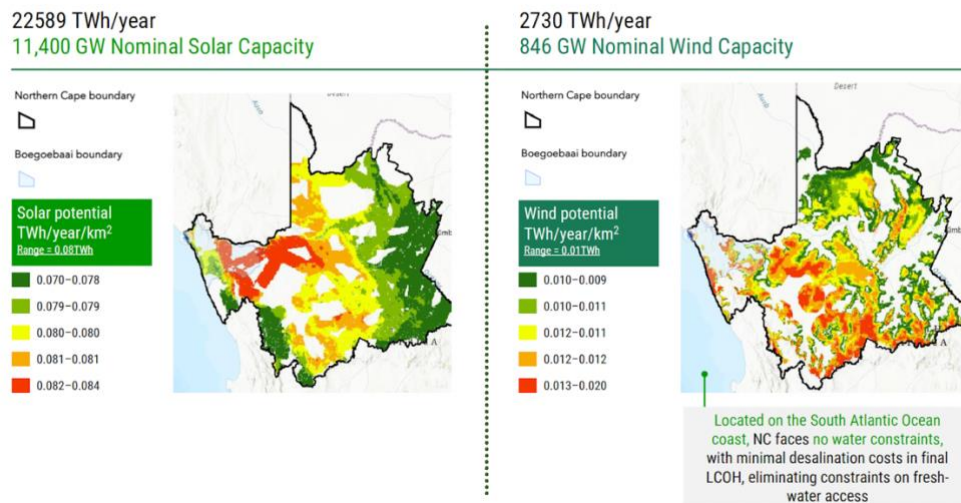 22589 TWh/year
11,400 GW Nominal Solar Capacity
Northern Cape boundary
Boegoebaai boundary
Solar potential
TWh/year/km²
Range = 0.08TWh
0.070–0.078
0.079–0.079
0.080–0.080
0.081–0.081
0.082–0.084
2730 TWh/year
846 GW Nominal Wind Capacity
Northern Cape boundary
Boegoebaai boundary
Wind potential
TWh/year/km²
Range = 0.01TWh
0.010–0.009
0.010–0.011
0.012–0.011
0.012–0.012
0.013–0.020
Desert
A
Located on the South Atlantic Ocean
coast, NC faces no water constraints,
with minimal desalination costs in final
LCOH, eliminating constraints on fresh-
water access